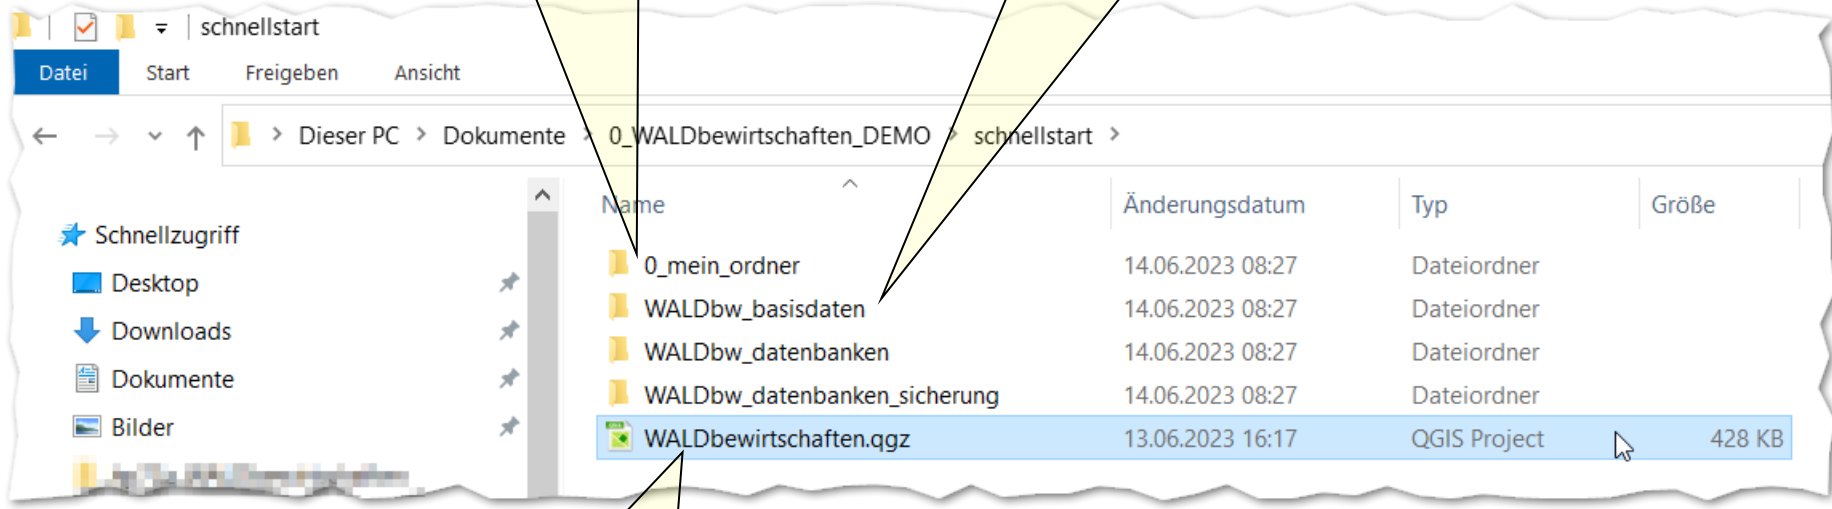 schnellstart
Datei Start Freigeben Ansicht
Dieser PC Dokumente 0_WALDbewirtschaften_DEMO schnellstart
Name Änderungsdatum Typ Größe
Schnellzugriff
Desktop
Downloads
Dokumente
Bilder
0_mein_ordner 14.06.2023 08:27 Dateiordner
WALDbw_basisdaten 14.06.2023 08:27 Dateiordner
WALDbw_datenbanken 14.06.2023 08:27 Dateiordner
WALDbw_datenbanken_sicherung 14.06.2023 08:27 Dateiordner
WALDbewirtschaften.qgz 13.06.2023 16:17 QGIS Project 428 KB